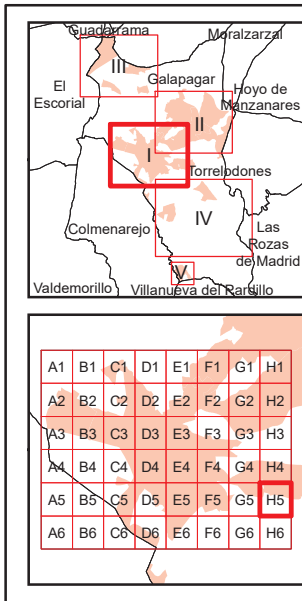 Guadarrama
Moralzarzal
III
El
Escorial
Galapagar
Hoyo de
Manzanares
II
I
Torrelodones
IV
Colmenarejo
Las
Rozas
de Madrid
V
Valdemorillo
Villanueva del Pardillo
A1 B1 C1 D1 E1 F1 G1 H1
A2 B2 C2 D2 E2 F2 G2 H2
A3 B3 C3 D3 E3 F3 G3 H3
A4 B4 C4 D4 E4 F4 G4 H4
A5 B5 C5 D5 E5 F5 G5 H5
A6 B6 C6 D6 E6 F6 G6 H6